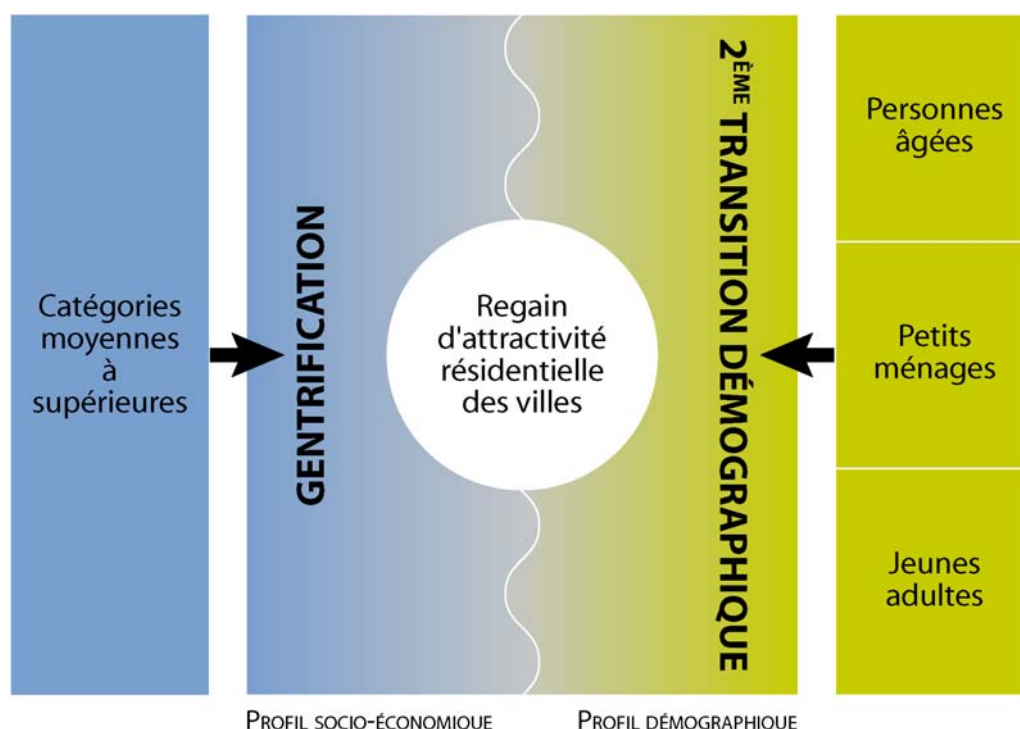 Catégories
moyennes
à
supérieures
GENTRIFICATION
Regain
d'attractivité
résidentielle
des villes
2ÈME TRANSITION DÉMOGRAPHIQUE
Personnes
âgées
Petits
ménages
Jeunes
adultes
PROFIL SOCIO-ÉCONOMIQUE
PROFIL DÉMOGRAPHIQUE